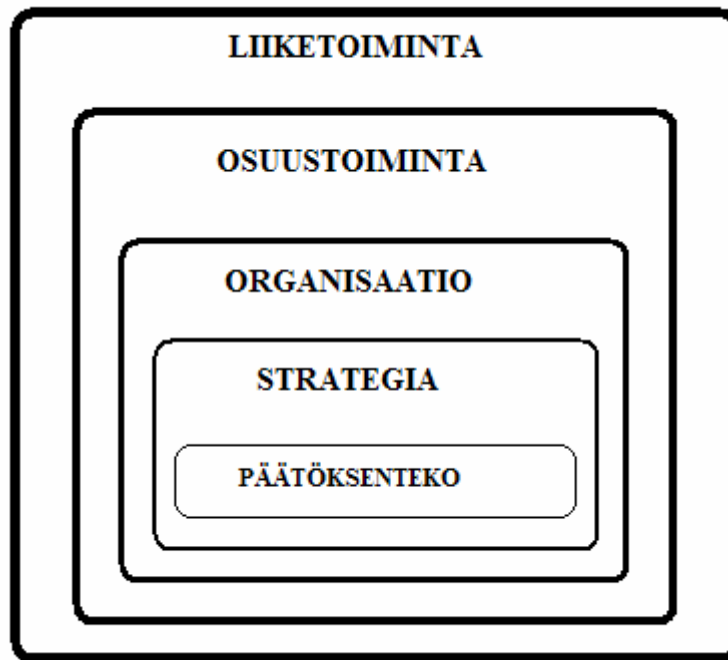 LIIKETOIMINTA
OSUUSTOIMINTA
ORGANISAATIO
STRATEGIA
PÄÄTÖKSENTEKO